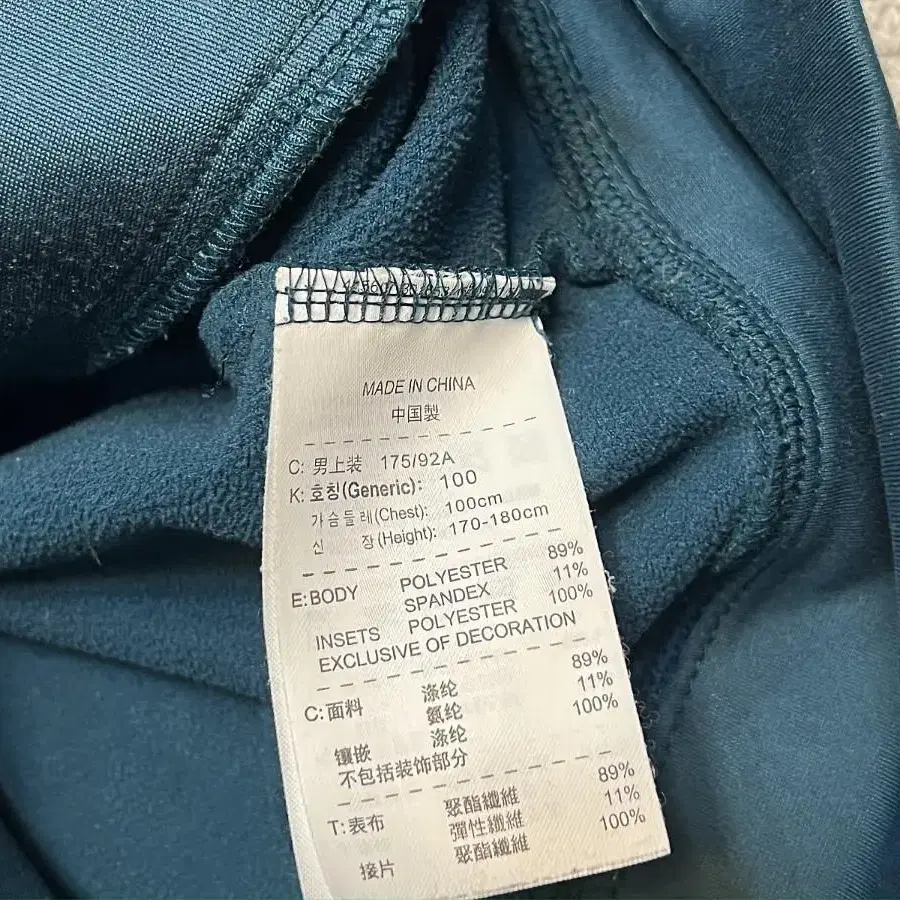 MADE IN CHINA
中国製
C: 男上装 175/92A
K: 호칭(Generic): 100
가슴둘레(Chest): 100cm
신 장(Height): 170-180cm
E: BODY POLYESTER 89%
SPANDEX 11%
INSETS POLYESTER 100%
EXCLUSIVE OF DECORATION
C: 面料 涤纶 89%
氨纶 11%
镶嵌 涤纶 100%
不包括装饰部分
T: 表布 聚酯纖維 89%
彈性纖維 11%
接片 聚酯纖維 100%